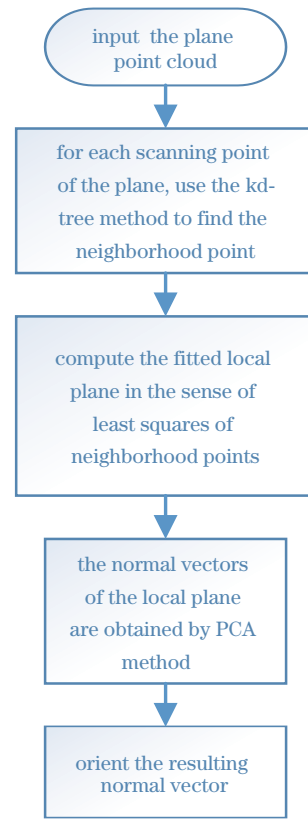 input the plane
point cloud
for each scanning point
of the plane, use the kd-
tree method to find the
neighborhood point
compute the fitted local
plane in the sense of
least squares of
neighborhood points
the normal vectors
of the local plane
are obtained by PCA
method
orient the resulting
normal vector